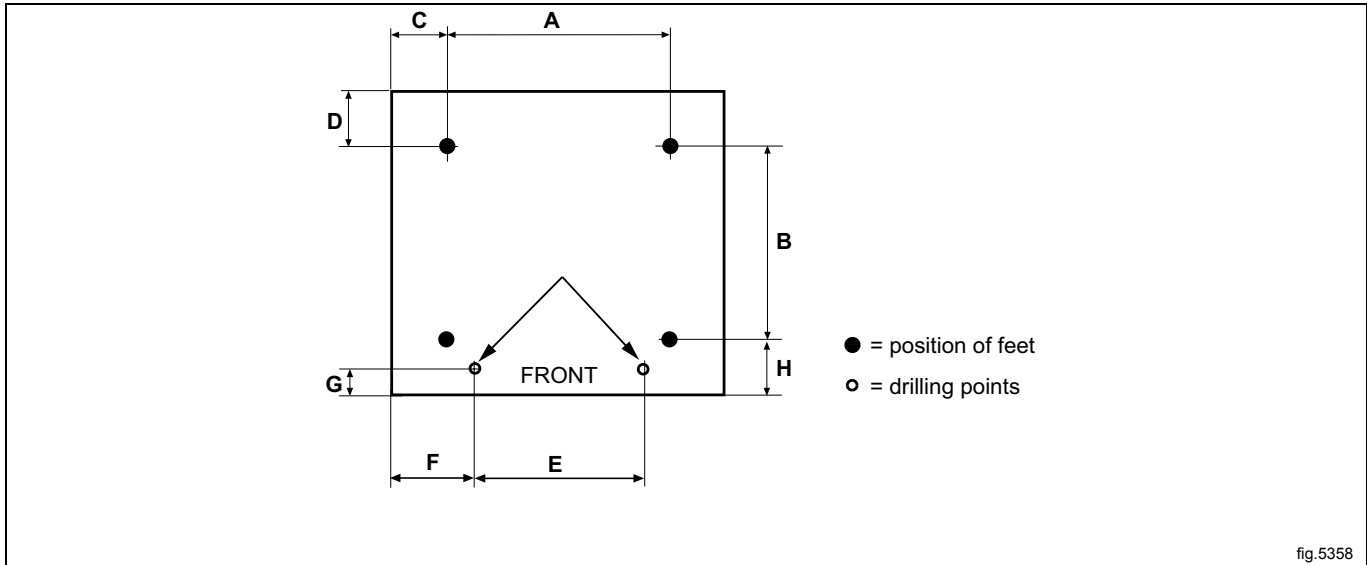 C A
D
B
● = position of feet
H
○ = drilling points
G
FRONT
F E
fig.5358